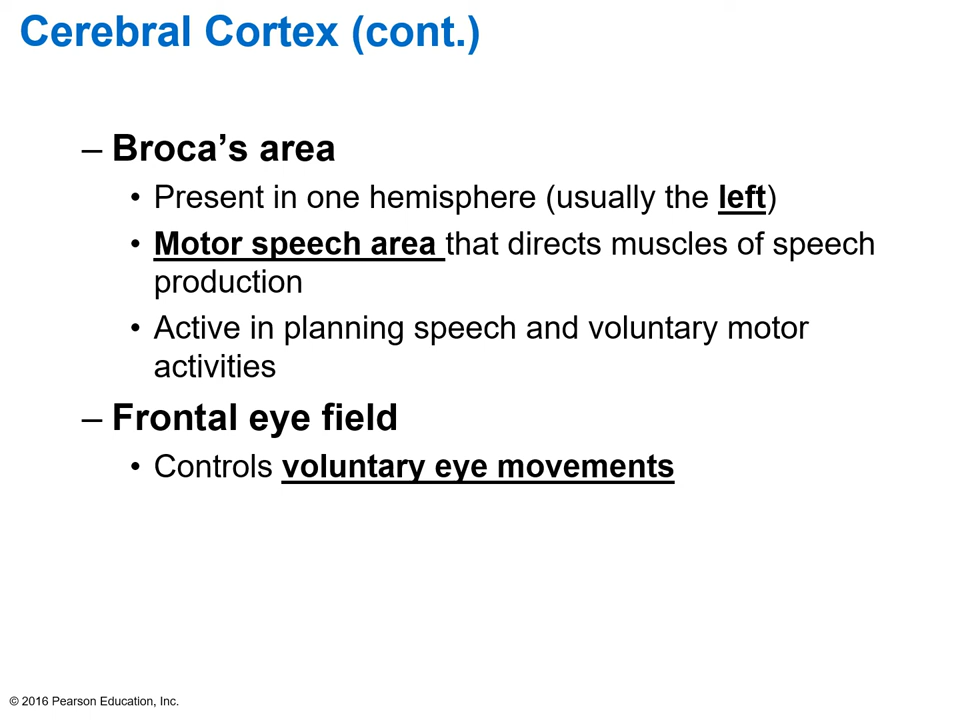 Cerebral Cortex (cont.)
– Broca’s area
• Present in one hemisphere (usually the left)
• Motor speech area that directs muscles of speech
production
• Active in planning speech and voluntary motor
activities
– Frontal eye field
• Controls voluntary eye movements
© 2016 Pearson Education, Inc.